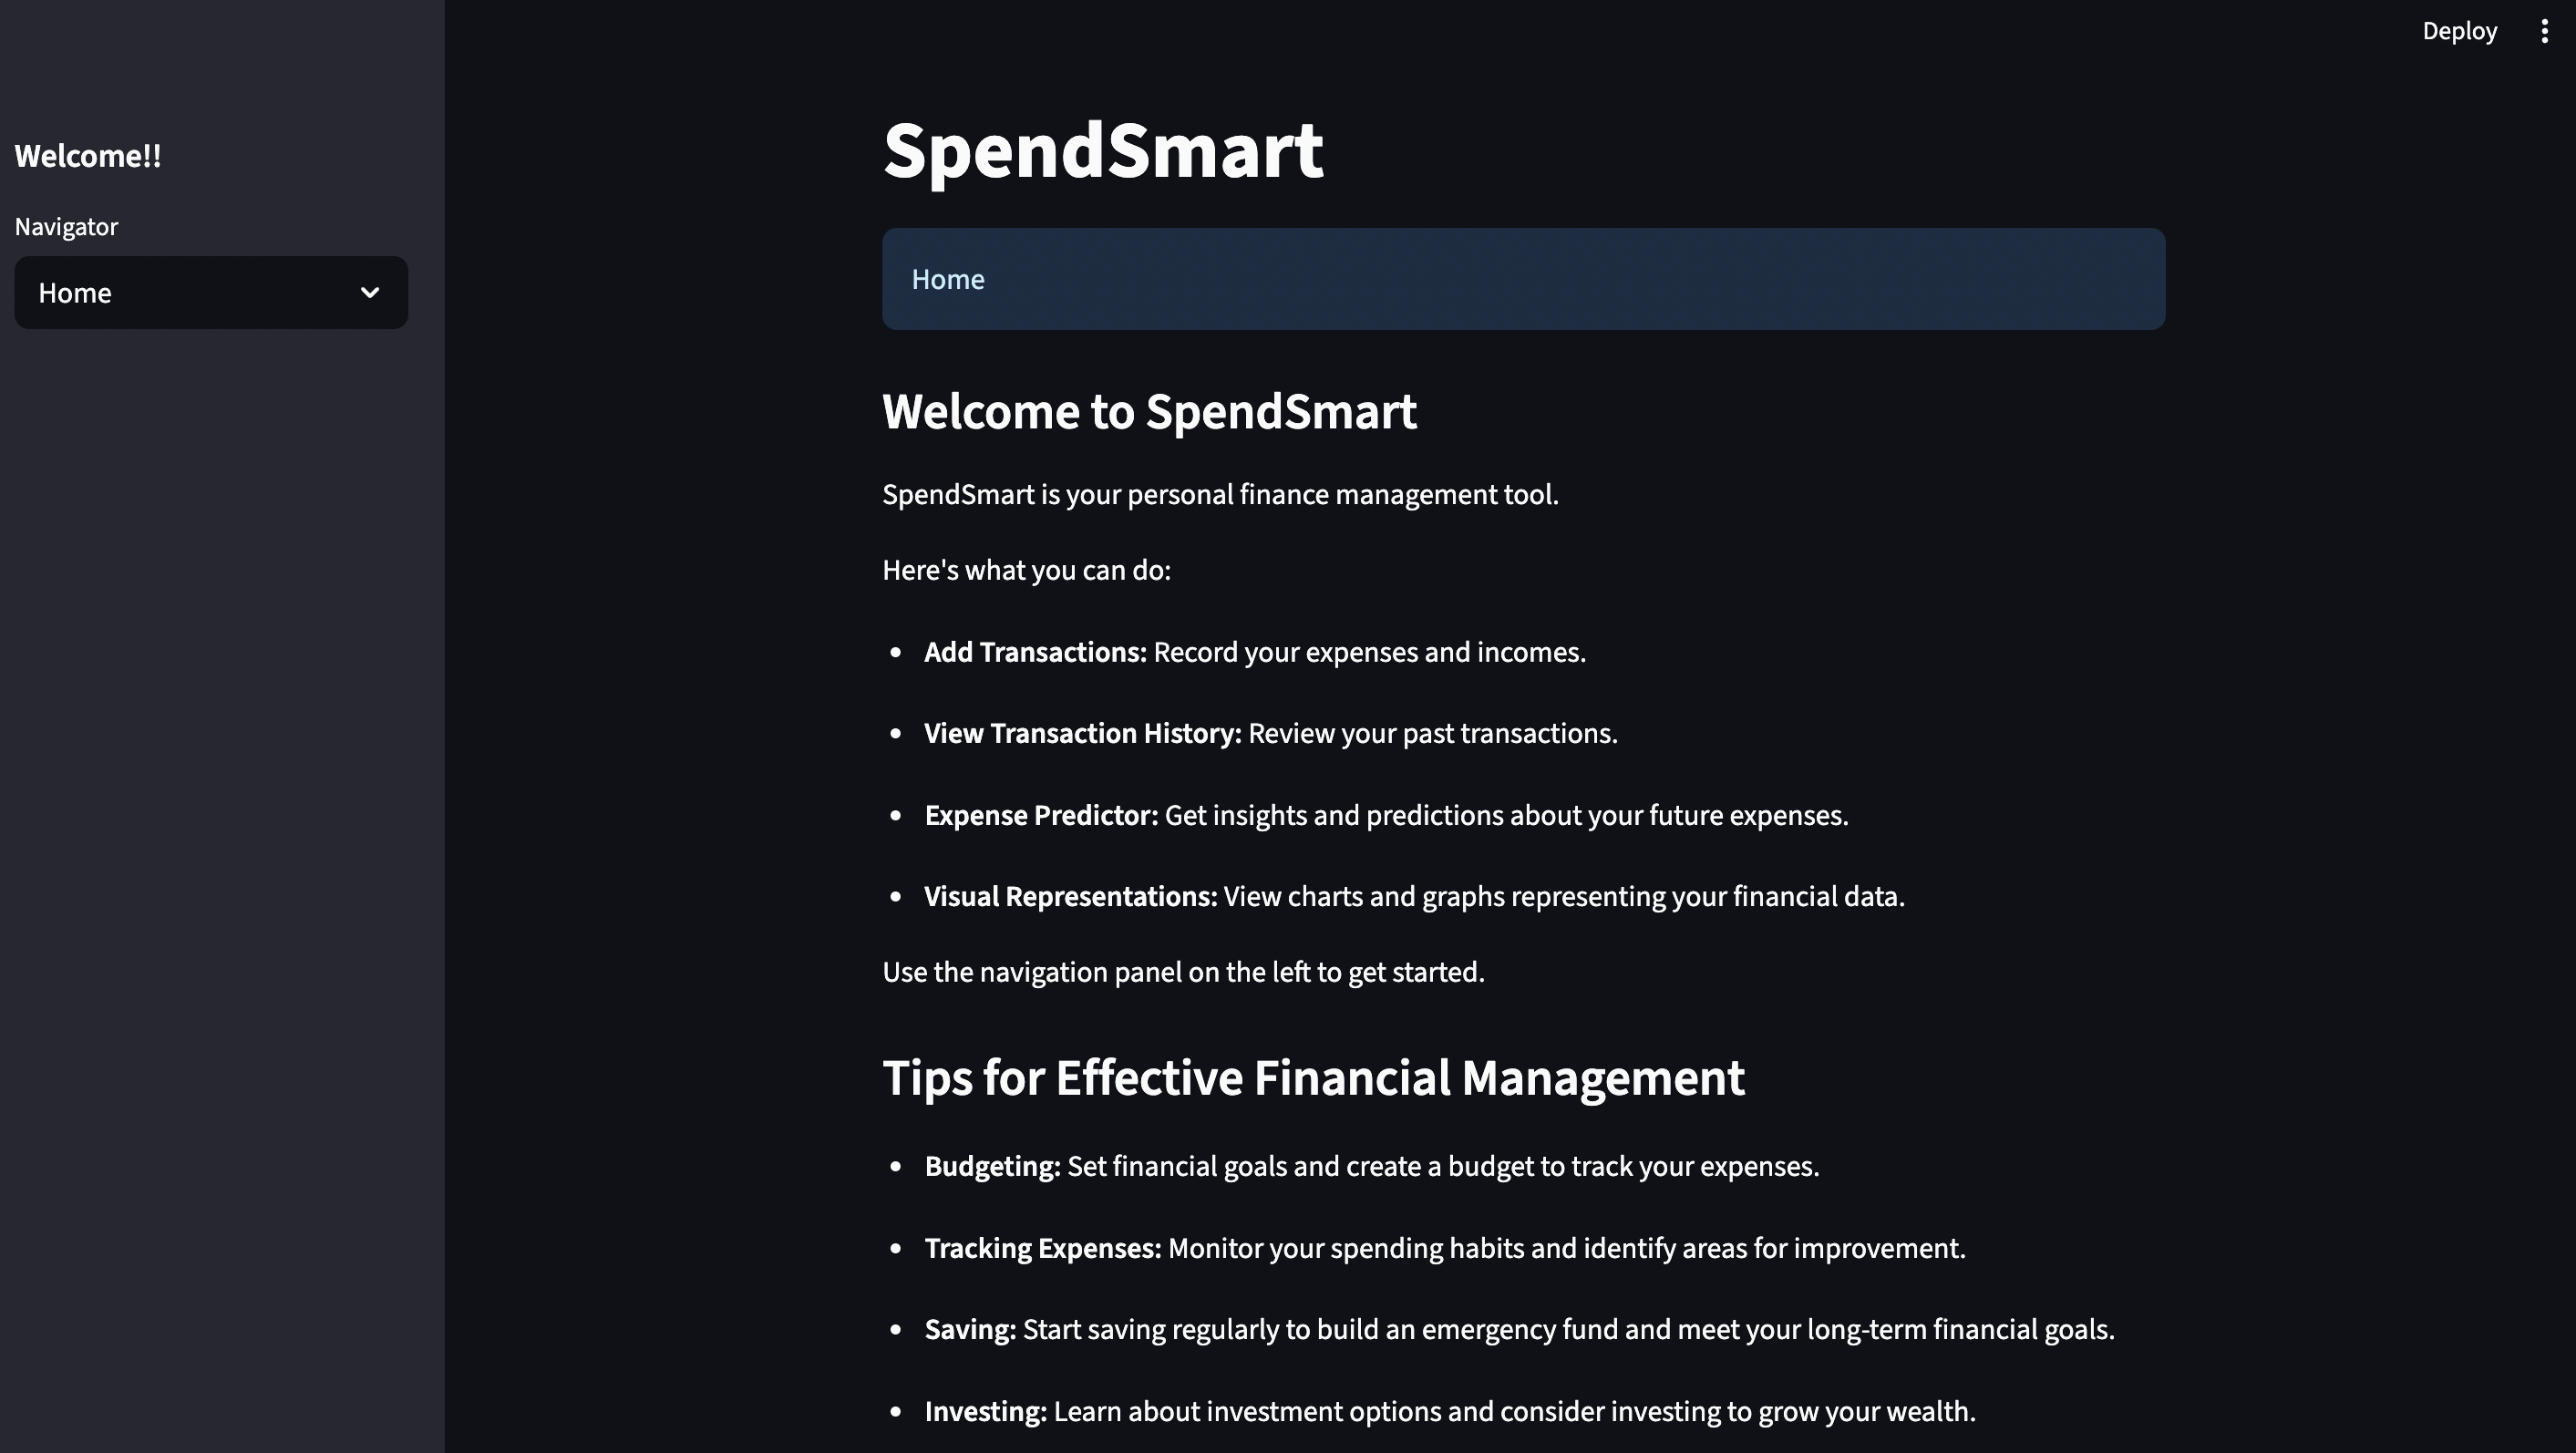 Deploy
Welcome!!
Navigator
Home
SpendSmart
Home
Welcome to SpendSmart
SpendSmart is your personal finance management tool.
Here's what you can do:
Add Transactions: Record your expenses and incomes.
View Transaction History: Review your past transactions.
Expense Predictor: Get insights and predictions about your future expenses.
Visual Representations: View charts and graphs representing your financial data.
Use the navigation panel on the left to get started.
Tips for Effective Financial Management
Budgeting: Set financial goals and create a budget to track your expenses.
Tracking Expenses: Monitor your spending habits and identify areas for improvement.
Saving: Start saving regularly to build an emergency fund and meet your long-term financial goals.
Investing: Learn about investment options and consider investing to grow your wealth.